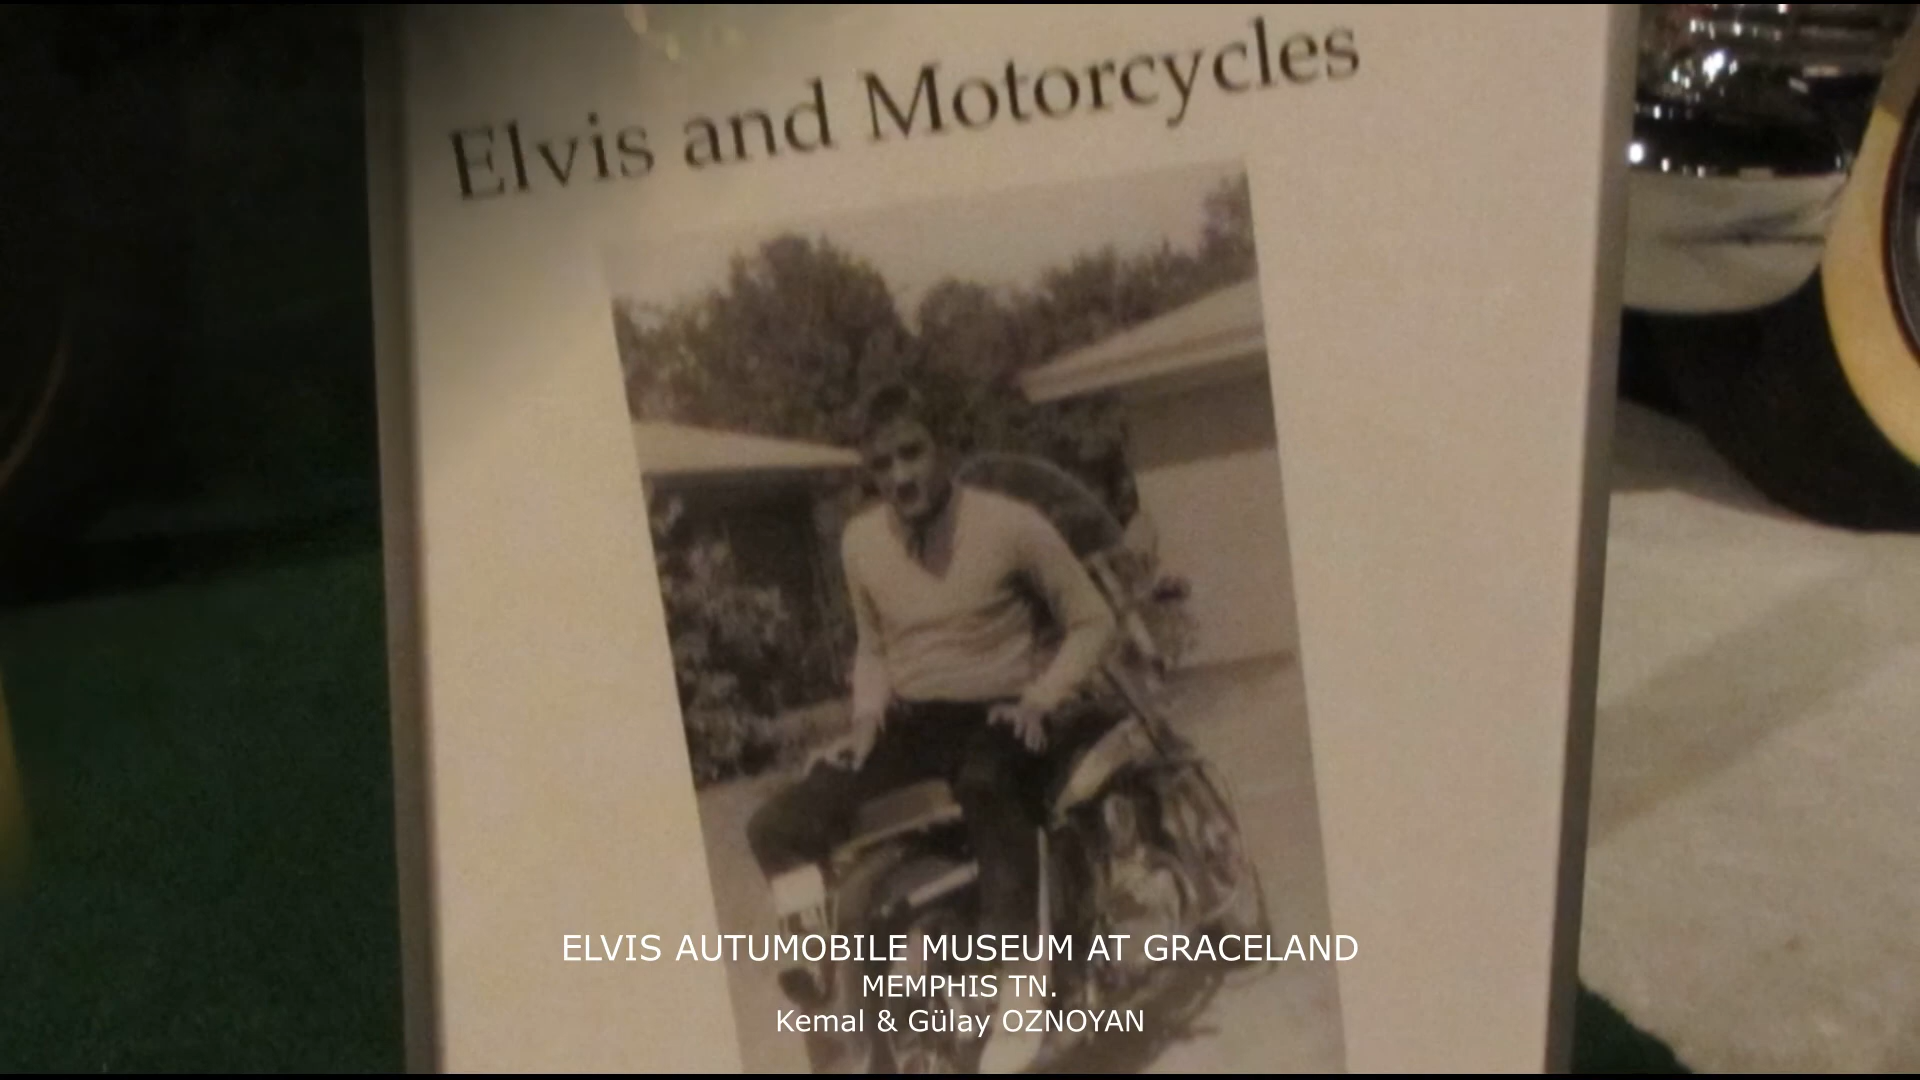 Elvis and Motorcycles
ELVIS AUTUMOBILE MUSEUM AT GRACELAND
MEMPHIS TN.
Kemal & Gülay OZNOYAN